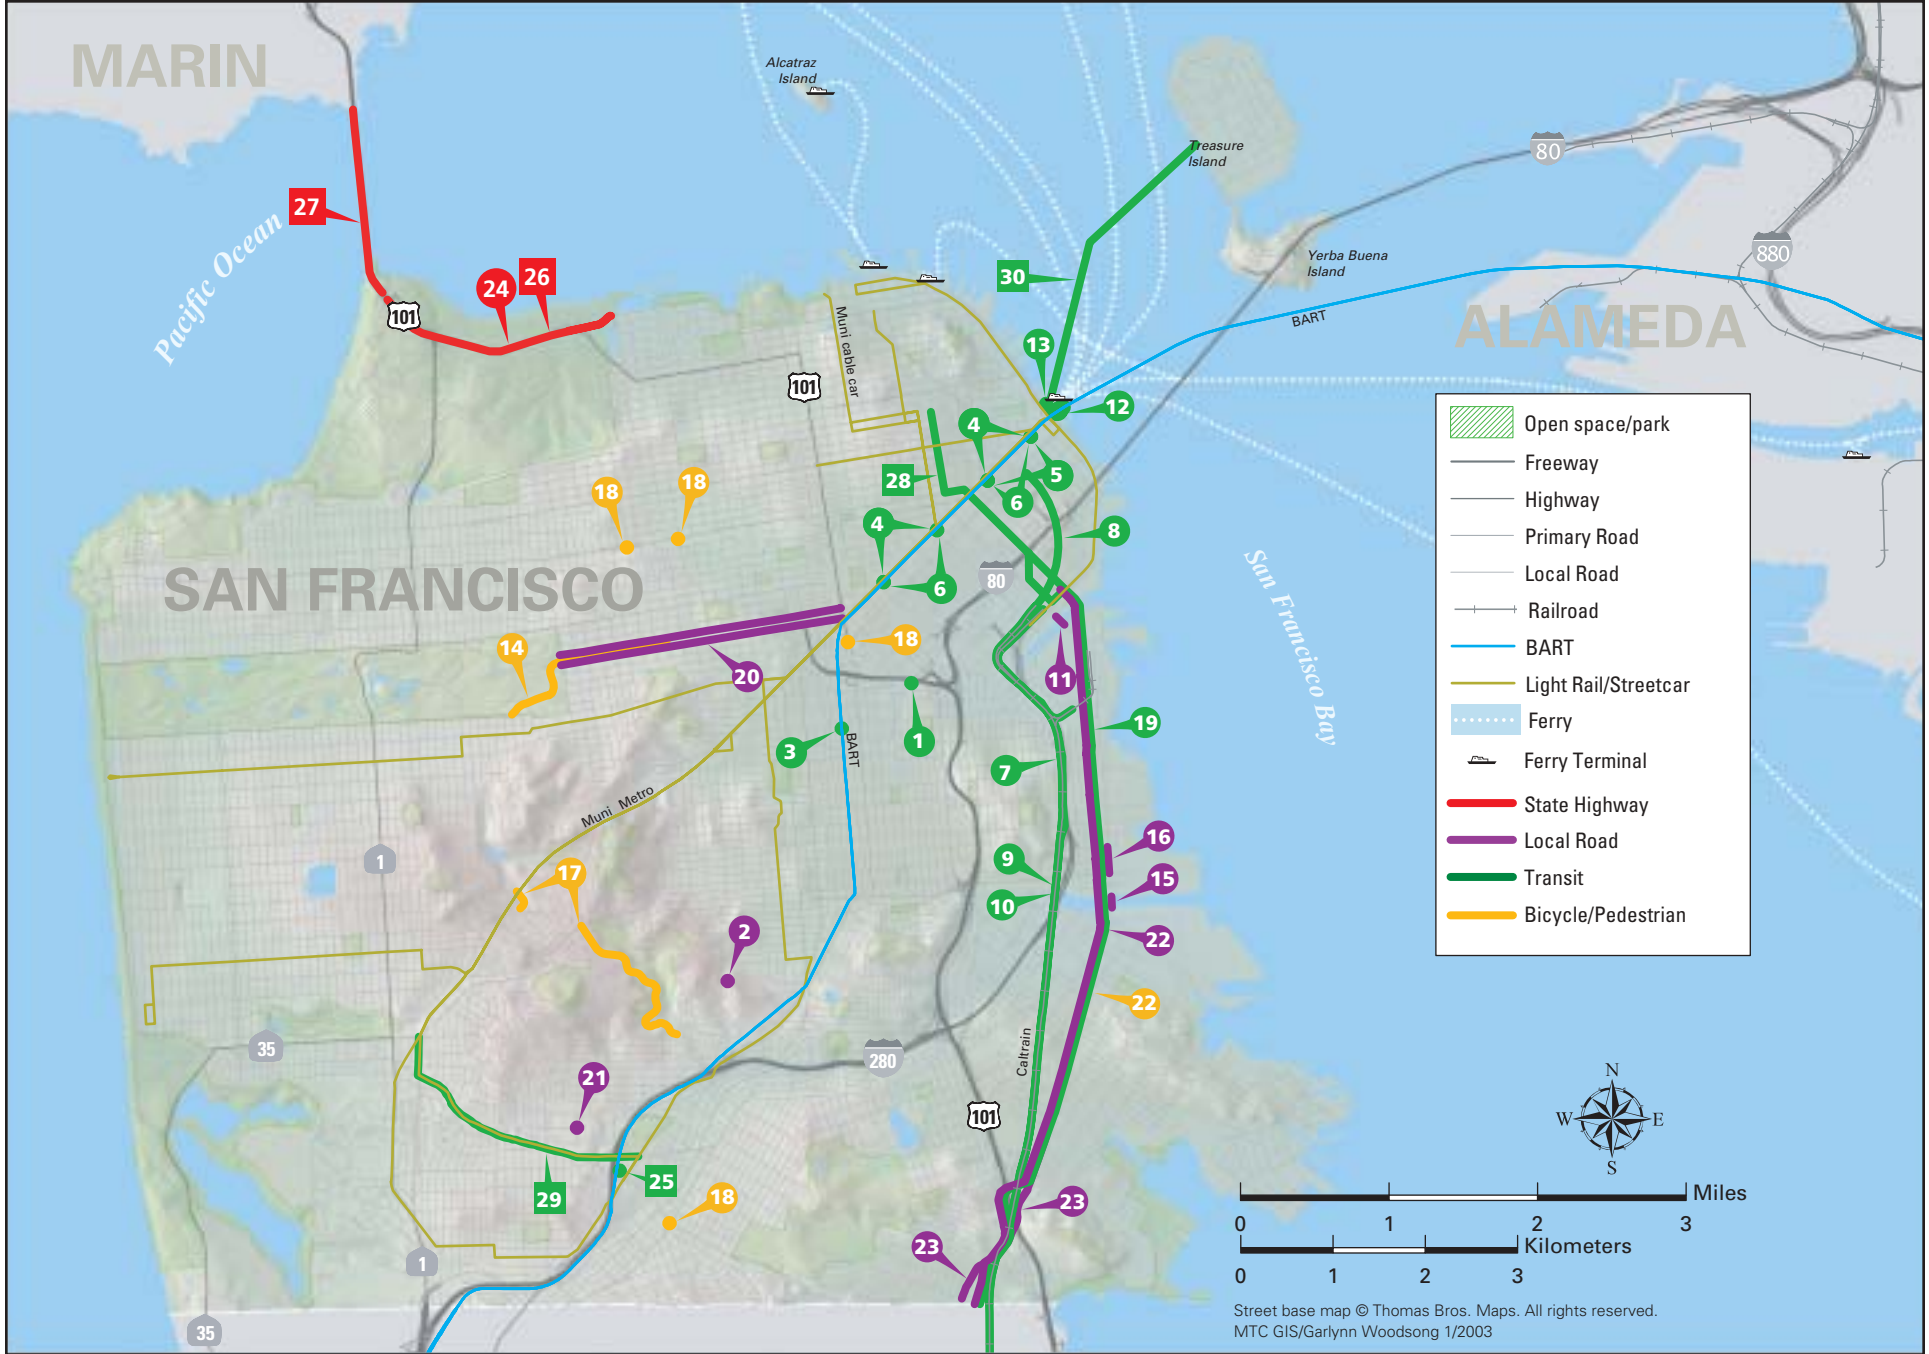 MARIN
Alcatraz
Island
Treasure
Island
80
27
Pacific Ocean
24
26
101
30
Yerba Buena
Island
880
BART
ALAMEDA
13
101
Muni cable car
12
4
5
28
6
18
18
4
8
6
80
SAN FRANCISCO
San Francisco Bay
14
18
20
11
3
BART
1
19
7
Muni Metro
16
1
17
9
15
10
2
22
22
35
280
Caltrain
21
101
29
25
18
23
23
1
35
Open space/park
Freeway
Highway
Primary Road
Local Road
Railroad
BART
Light Rail/Streetcar
Ferry
Ferry Terminal
State Highway
Local Road
Transit
Bicycle/Pedestrian
N
W E
S
Miles
0 1 2 3
Kilometers
0 1 2 3
Street base map © Thomas Bros. Maps. All rights reserved.
MTC GIS/Garlynn Woodsong 1/2003